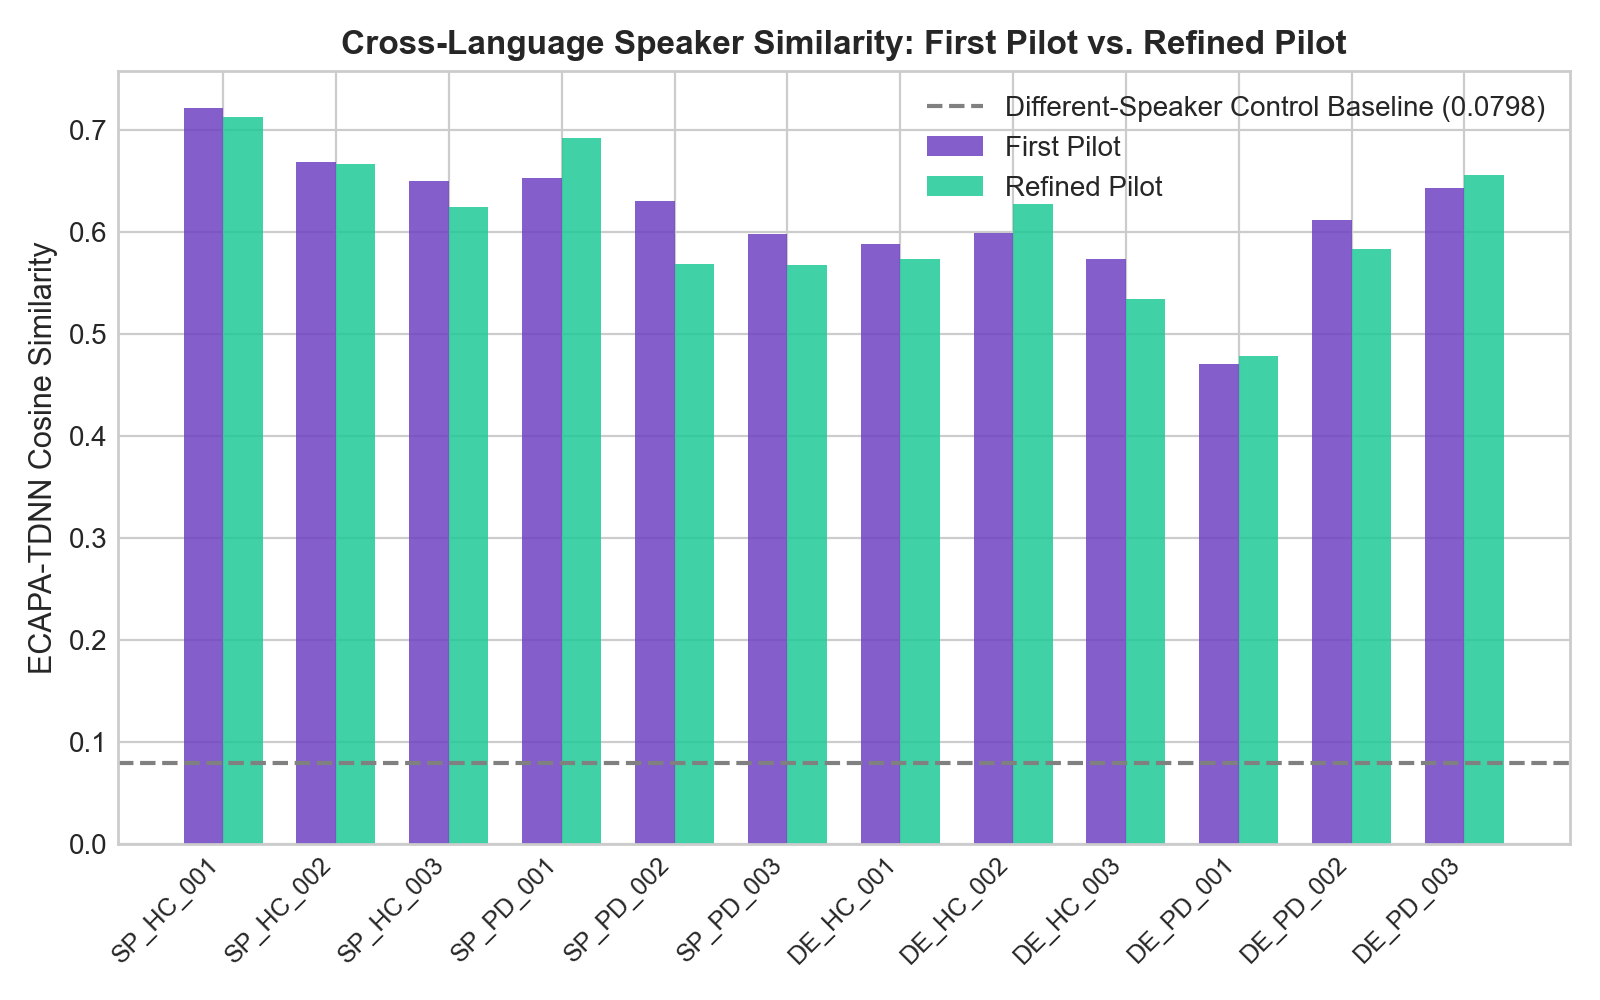 Cross-Language Speaker Similarity: First Pilot vs. Refined Pilot
Different-Speaker Control Baseline (0.0798)
First Pilot
Refined Pilot
ECAPA-TDNN Cosine Similarity
0.7
0.6
0.5
0.4
0.3
0.2
0.1
0.0
SP_HC_001
SP_HC_002
SP_HC_003
SP_PD_001
SP_PD_002
SP_PD_003
DE_HC_001
DE_HC_002
DE_HC_003
DE_PD_001
DE_PD_002
DE_PD_003